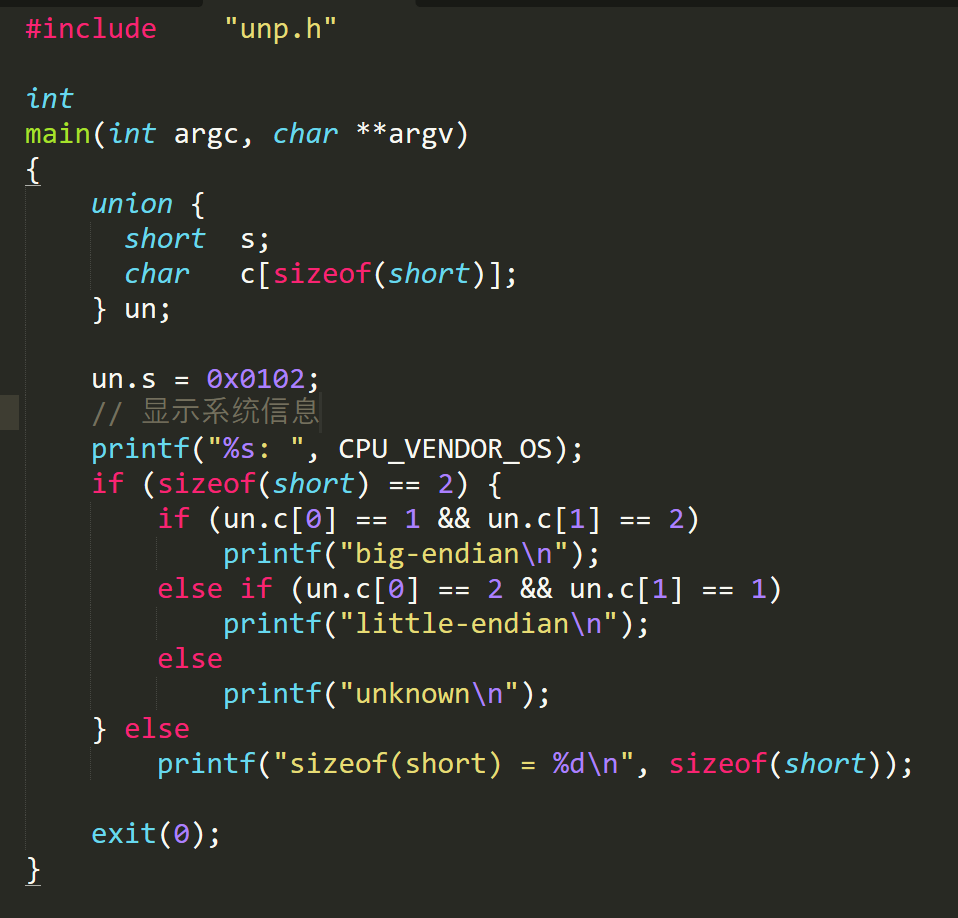 #include    "unp.h"
int
main(int argc, char **argv)
{
    union {
      short  s;
      char   c[sizeof(short)];
    } un;
    un.s = 0x0102;
    // 显示系统信息
    printf("%s: ", CPU_VENDOR_OS);
    if (sizeof(short) == 2) {
        if (un.c[0] == 1 && un.c[1] == 2)
            printf("big-endian\n");
        else if (un.c[0] == 2 && un.c[1] == 1)
            printf("little-endian\n");
        else
            printf("unknown\n");
    } else
        printf("sizeof(short) = %d\n", sizeof(short));
    exit(0);
}